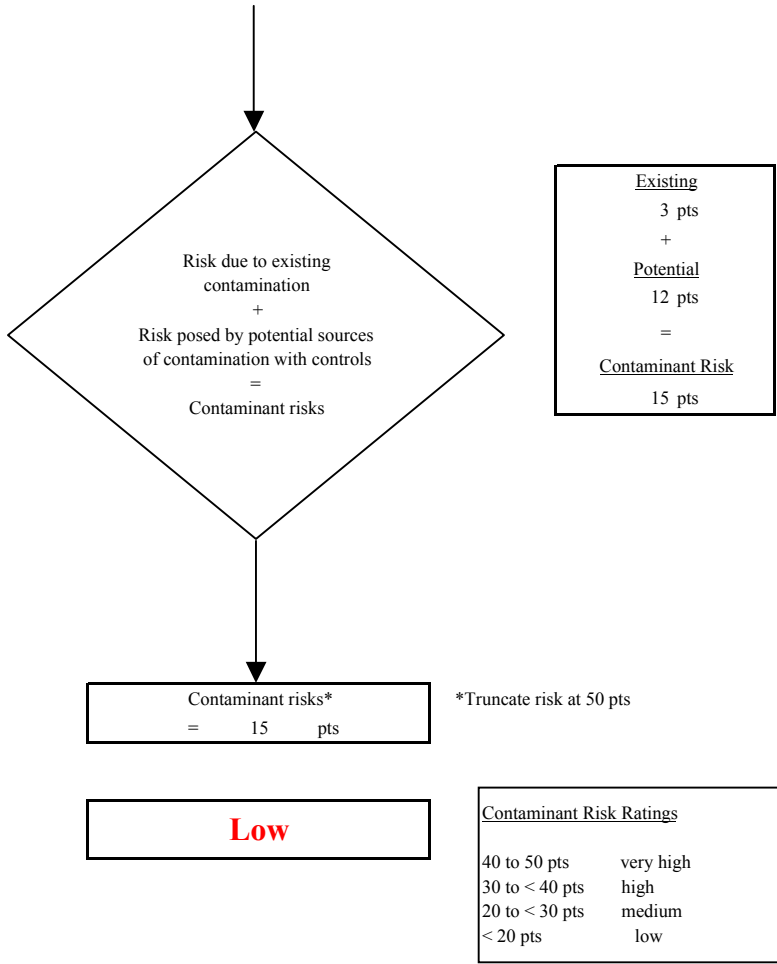 Risk due to existing
contamination
+
Risk posed by potential sources
of contamination with controls
=
Contaminant risks
Existing
3 pts
+
Potential
12 pts
=
Contaminant Risk
15 pts
Contaminant risks*
= 15 pts
*Truncate risk at 50 pts
Low
Contaminant Risk Ratings
40 to 50 pts very high
30 to < 40 pts high
20 to < 30 pts medium
< 20 pts low